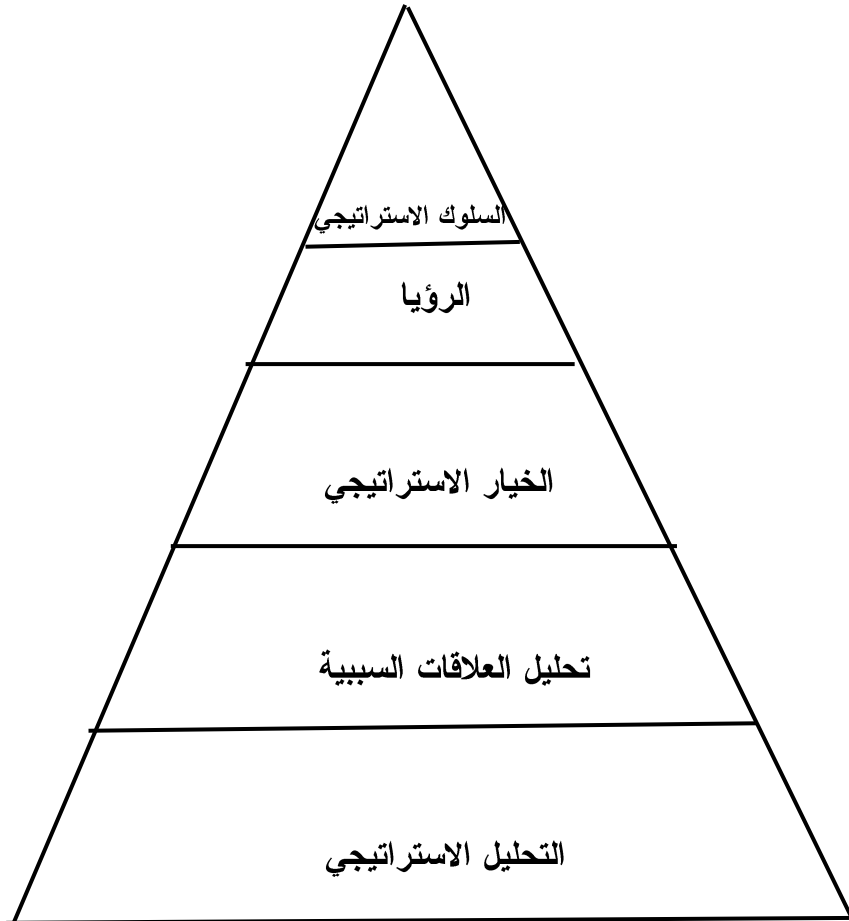 السلوك الاستراتيجي
الرؤيا
الخيار الاستراتيجي
تحليل العلاقات السببية
التحليل الاستراتيجي